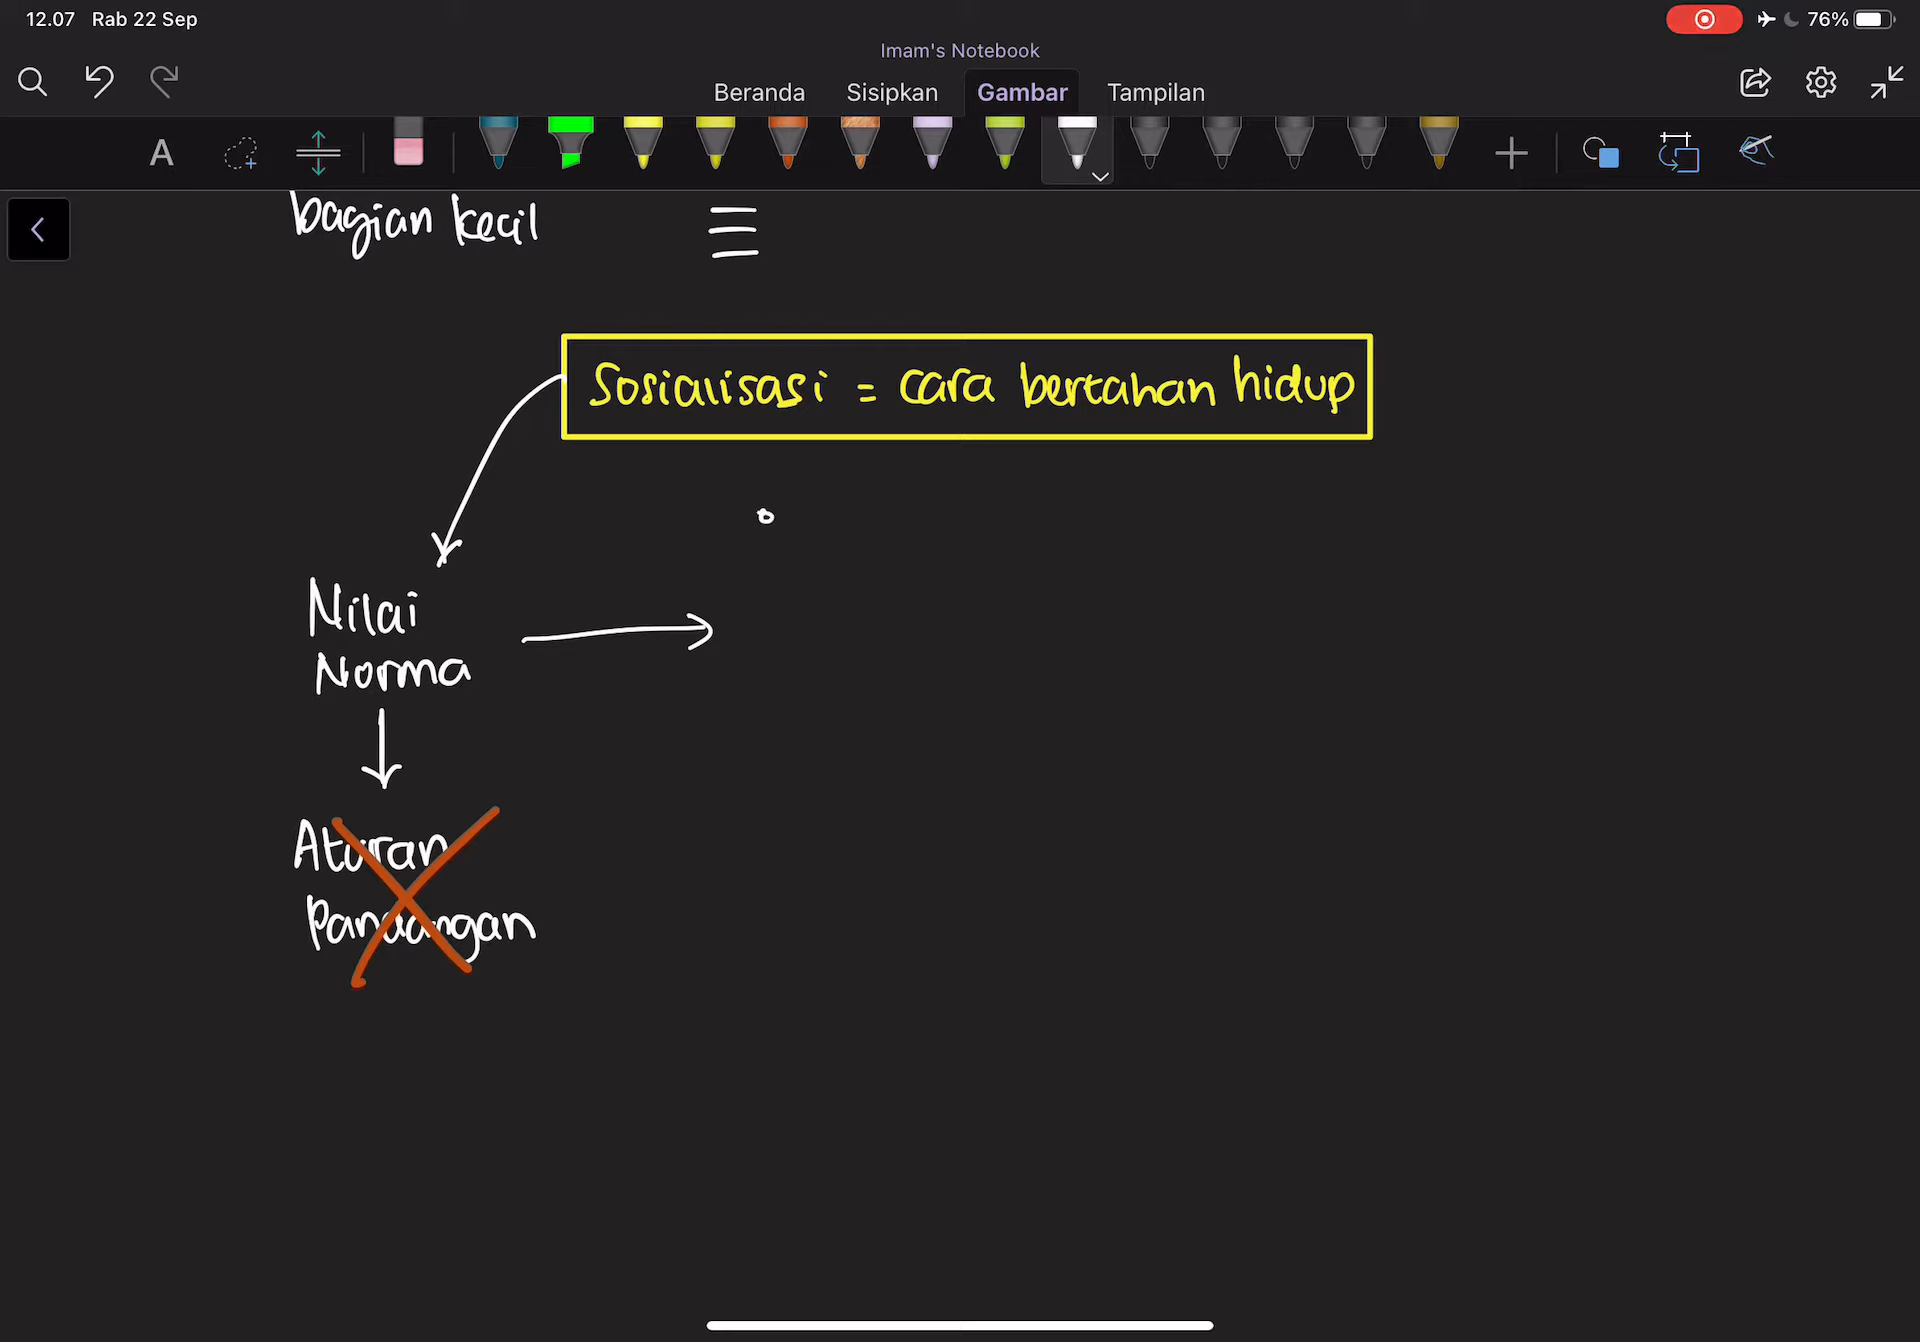 12.07 Rab 22 Sep
76%
Imam's Notebook
Beranda Sisipkan Gambar Tampilan
A
bagian kecil
Sosialisasi = cara bertahan hidup
Nilai
Norma
Aturan
Pandangan